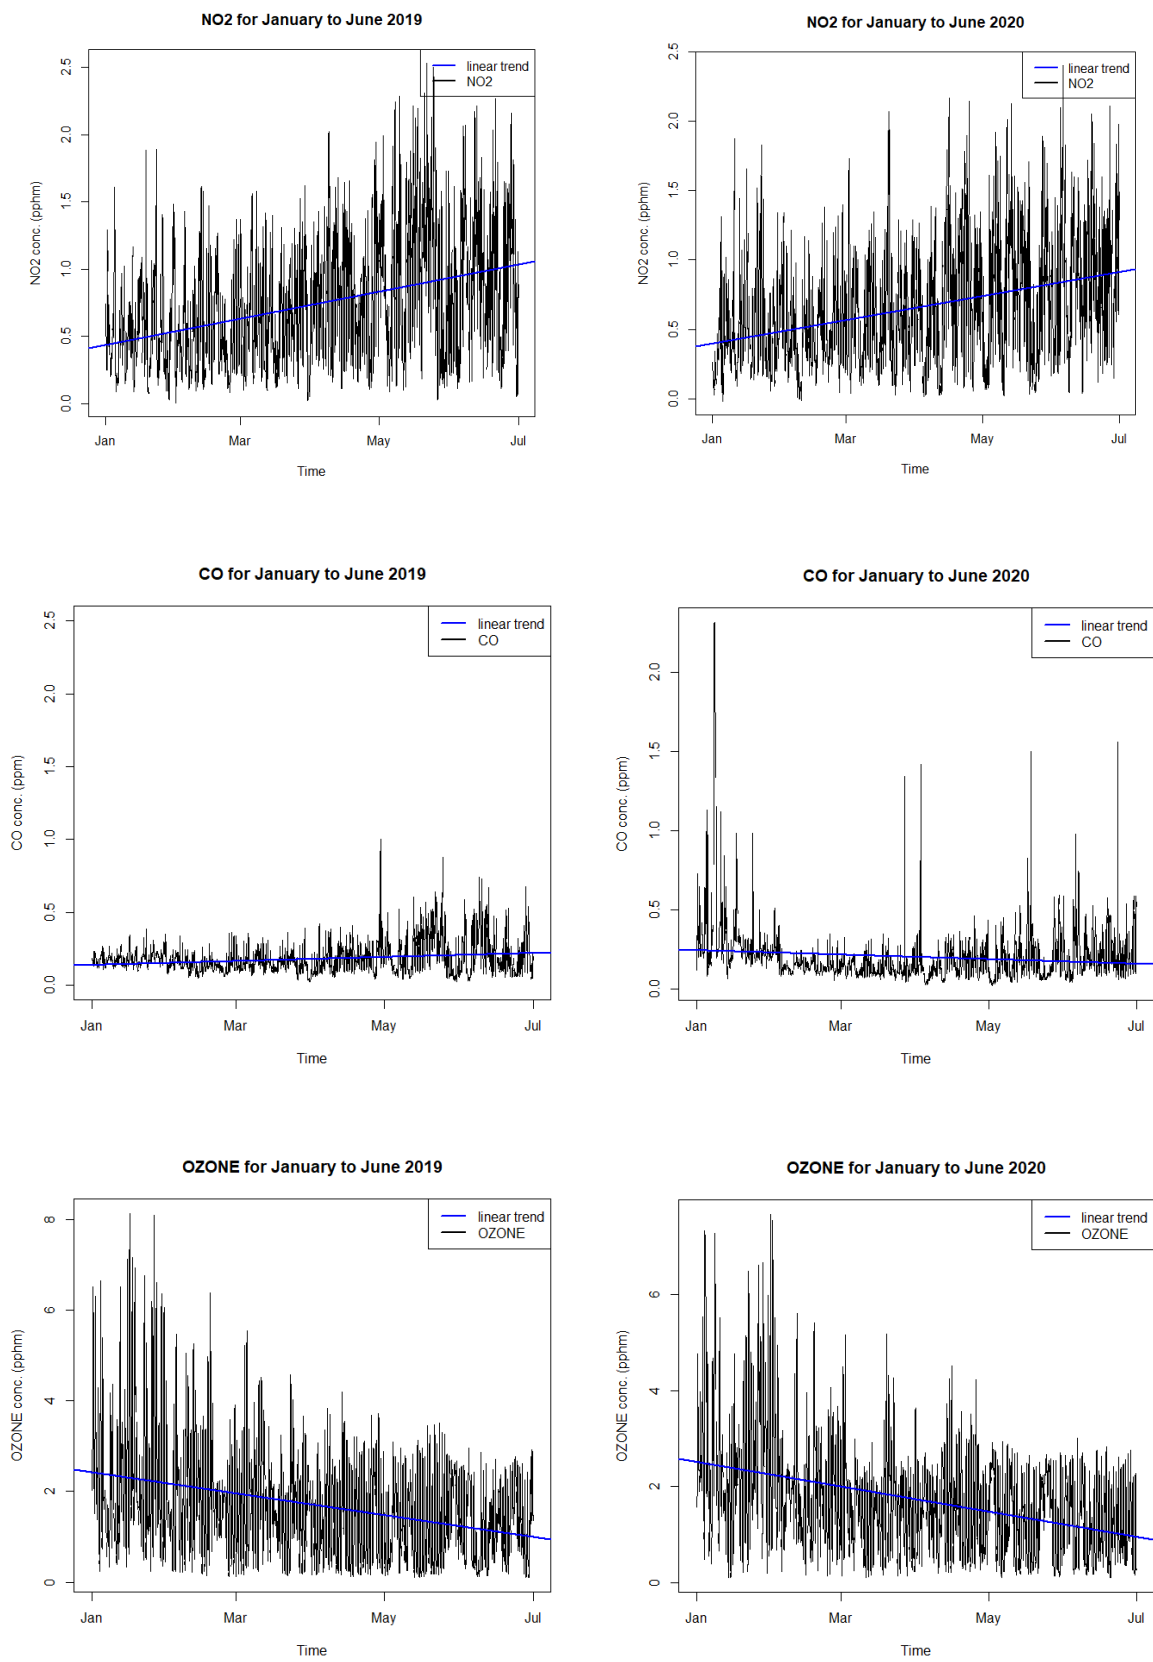 NO2 for January to June 2019
linear trend
NO2
NO2 conc. (pphm)
2.5
2.0
1.5
1.0
0.5
0.0
Jan
Mar
May
Jul
Time
NO2 for January to June 2020
linear trend
NO2
NO2 conc. (pphm)
2.5
2.0
1.5
1.0
0.5
0.0
Jan
Mar
May
Jul
Time
CO for January to June 2019
linear trend
CO
CO conc. (ppm)
2.5
2.0
1.5
1.0
0.5
0.0
Jan
Mar
May
Jul
Time
CO for January to June 2020
linear trend
CO
CO conc. (ppm)
2.0
1.5
1.0
0.5
0.0
Jan
Mar
May
Jul
Time
OZONE for January to June 2019
linear trend
OZONE
OZONE conc. (pphm)
8
6
4
2
0
Jan
Mar
May
Jul
Time
OZONE for January to June 2020
linear trend
OZONE
OZONE conc. (pphm)
6
4
2
0
Jan
Mar
May
Jul
Time